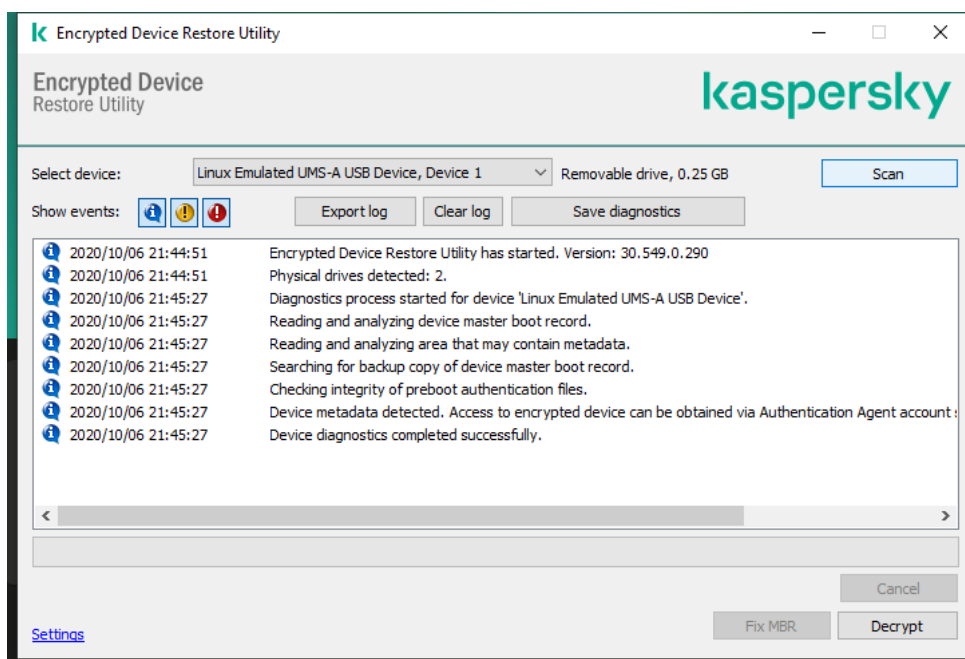 Encrypted Device Restore Utility
Encrypted Device
Restore Utility
kaspersky
Select device: Linux Emulated UMS-A USB Device, Device 1 Removable drive, 0.25 GB Scan
Show events: Export log Clear log Save diagnostics
2020/10/06 21:44:51 Encrypted Device Restore Utility has started. Version: 30.549.0.290
2020/10/06 21:44:51 Physical drives detected: 2.
2020/10/06 21:45:27 Diagnostics process started for device 'Linux Emulated UMS-A USB Device'.
2020/10/06 21:45:27 Reading and analyzing device master boot record.
2020/10/06 21:45:27 Reading and analyzing area that may contain metadata.
2020/10/06 21:45:27 Searching for backup copy of device master boot record.
2020/10/06 21:45:27 Checking integrity of preboot authentication files.
2020/10/06 21:45:27 Device metadata detected. Access to encrypted device can be obtained via Authentication Agent account
2020/10/06 21:45:27 Device diagnostics completed successfully.
Cancel
Settings Fix MBR Decrypt